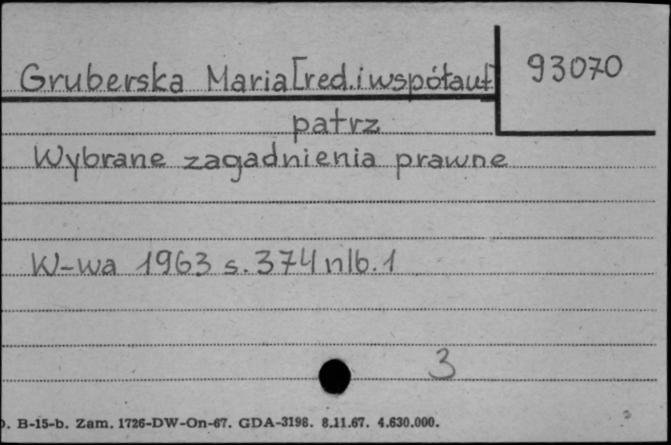 Gruberska Maria [red. i współaut]
93070
patrz
Wybrane zagadnienia prawne
W-wa 1963 s. 374 nlb. 1
3
B-15-b. Zam. 1726-DW-On-67. GDA-3198. 8.11.67. 4.630.000.